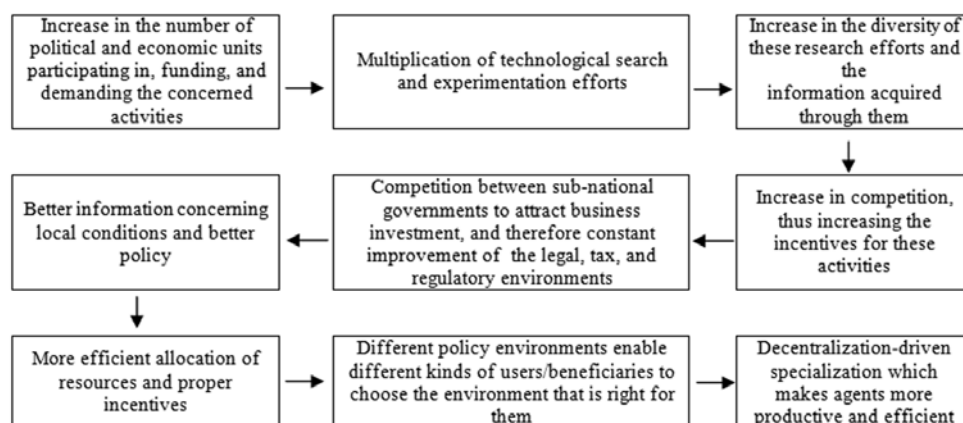 Increase in the number of
political and economic units
participating in, funding, and
demanding the concerned
activities
Multiplication of technological search
and experimentation efforts
Increase in the diversity of
these research efforts and
the
information acquired
through them
Increase in competition,
thus increasing the
incentives for these
activities
Competition between sub-national
governments to attract business
investment, and therefore constant
improvement of the legal, tax, and
regulatory environments
Better information concerning
local conditions and better
policy
More efficient allocation of
resources and proper
incentives
Different policy environments enable
different kinds of users/beneficiaries to
choose the environment that is right for
them
Decentralization-driven
specialization which
makes agents more
productive and efficient